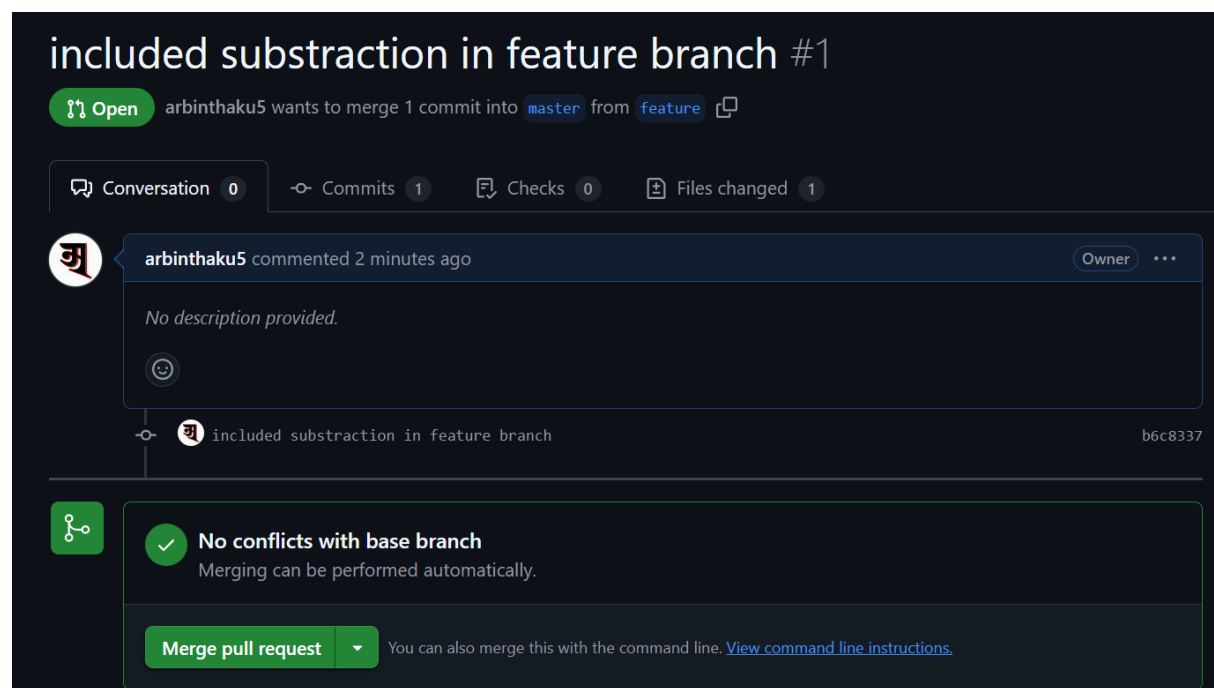 included substraction in feature branch #1
Open arbinthaku5 wants to merge 1 commit into master from feature
Conversation 0 Commits 1 Checks 0 Files changed 1
arbinthaku5 commented 2 minutes ago Owner
No description provided.
included substraction in feature branch b6c8337
No conflicts with base branch
Merging can be performed automatically.
Merge pull request You can also merge this with the command line. View command line instructions.